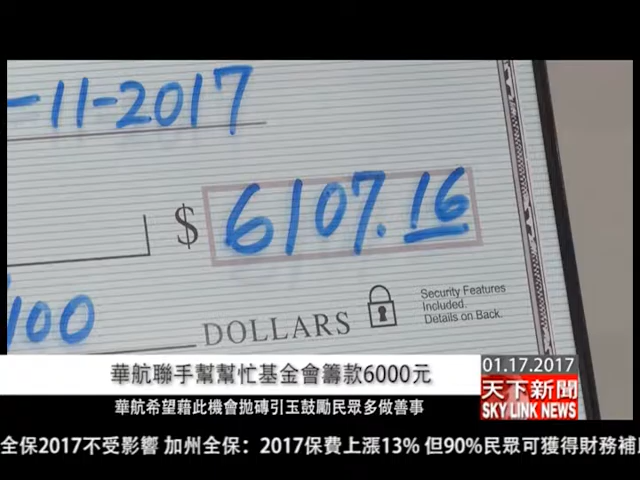 -11-2017
$ 6107.16
/100
DOLLARS
Security Features
Included.
Details on Back.
華航聯手幫幫忙基金會籌款6000元
華航希望藉此機會拋磚引玉鼓勵民眾多做善事
01.17.2017
天下新聞
SKY LINK NEWS
全保2017不受影響 加州全保：2017保費上漲13% 但90%民眾可獲得財務補